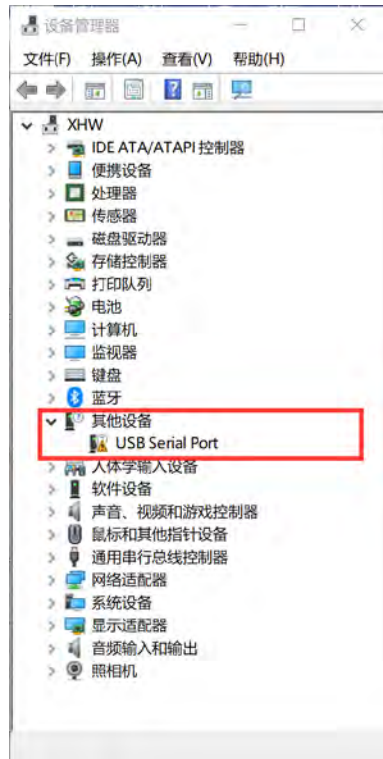 设备管理器
文件(F) 操作(A) 查看(V) 帮助(H)
XHW
IDE ATA/ATAPI 控制器
便携设备
处理器
传感器
磁盘驱动器
存储控制器
打印队列
电池
计算机
监视器
键盘
蓝牙
其他设备
USB Serial Port
人体学输入设备
软件设备
声音、视频和游戏控制器
鼠标和其他指针设备
通用串行总线控制器
网络适配器
系统设备
显示适配器
音频输入和输出
照相机